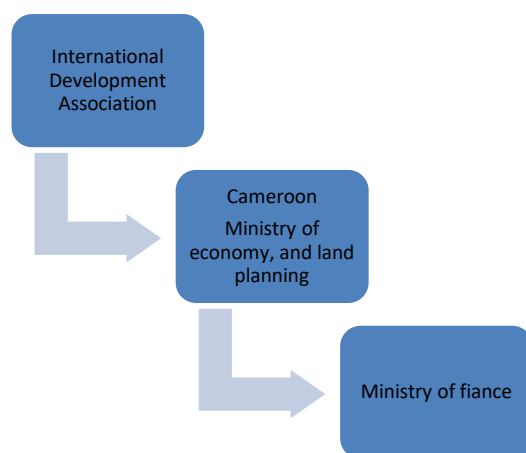 International
Development
Association
Cameroon
Ministry of
economy, and land
planning
Ministry of fiance